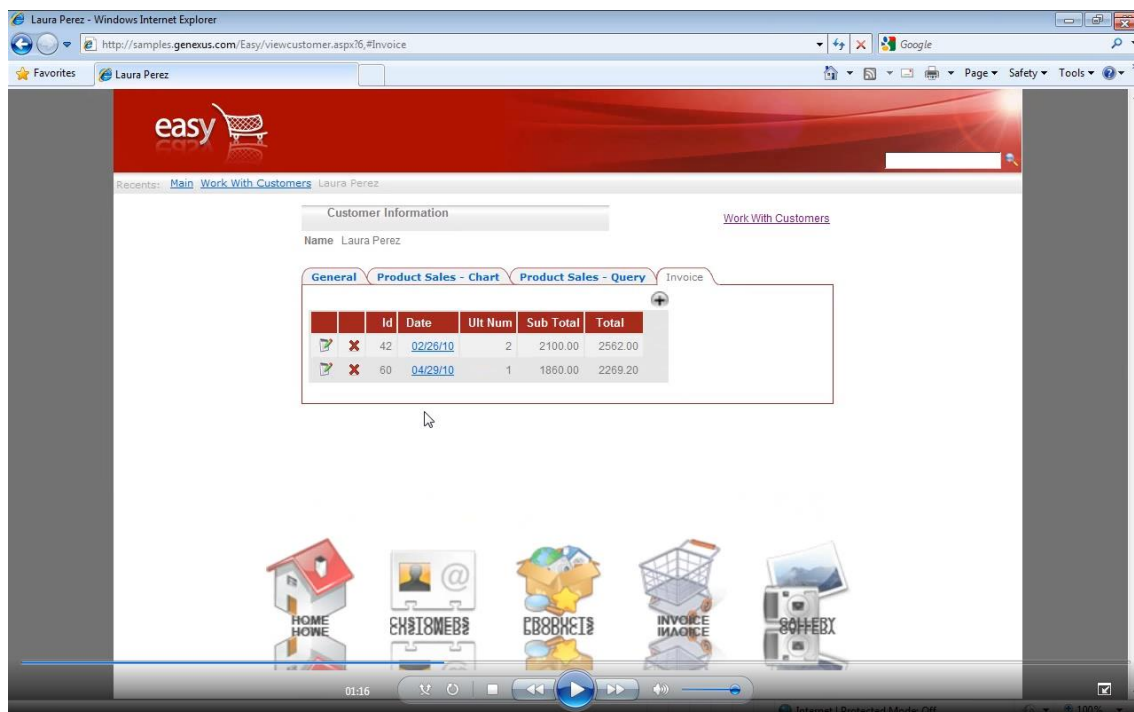 Laura Perez - Windows Internet Explorer
http://samples.genexus.com/Easy/viewcustomer.aspx?6,#Invoice
Google
Favorites
Laura Perez
Page
Safety
Tools
easy
Recents: Main Work With Customers Laura Perez
Customer Information
Work With Customers
Name Laura Perez
General Product Sales - Chart Product Sales - Query Invoice
Id Date Ult Num Sub Total Total
42 02/26/10 2 2100.00 2562.00
60 04/29/10 1 1860.00 2269.20
HOME CUSTOMERS PRODUCTS INVOICE GALLERY
01:16
Internet | Protected Mode: Off
100%